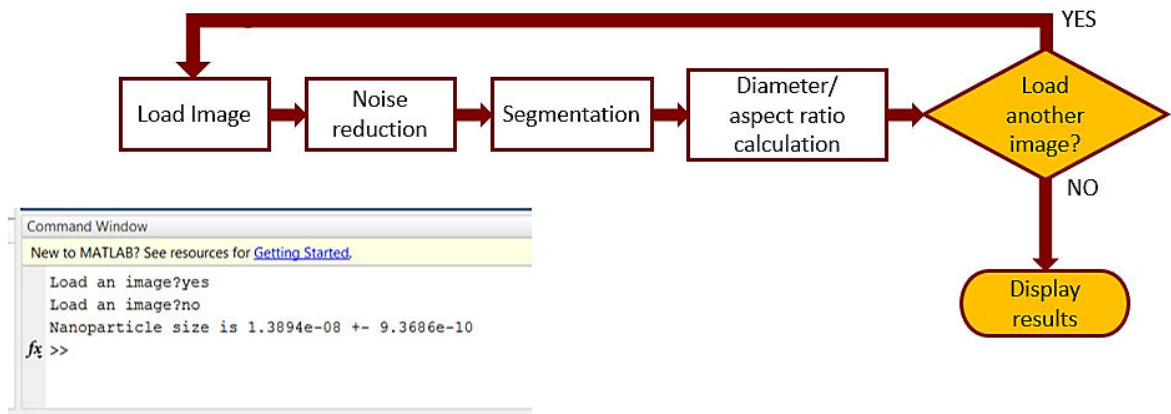 YES
Load Image
Noise
reduction
Segmentation
Diameter/
aspect ratio
calculation
Load
another
image?
NO
Display
results
Command Window
New to MATLAB? See resources for Getting Started.
Load an image?yes
Load an image?no
Nanoparticle size is 1.3894e-08 +- 9.3686e-10
fx >>